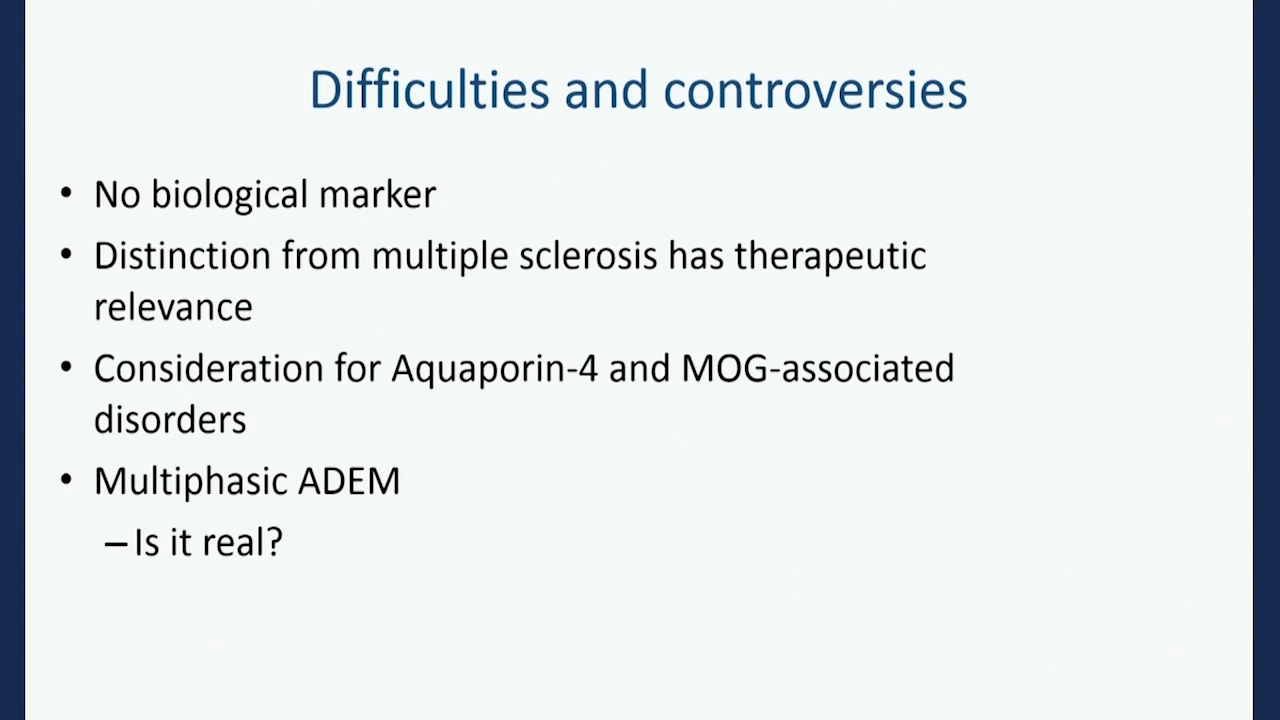 Difficulties and controversies
• No biological marker
• Distinction from multiple sclerosis has therapeutic
relevance
• Consideration for Aquaporin-4 and MOG-associated
disorders
• Multiphasic ADEM
– Is it real?